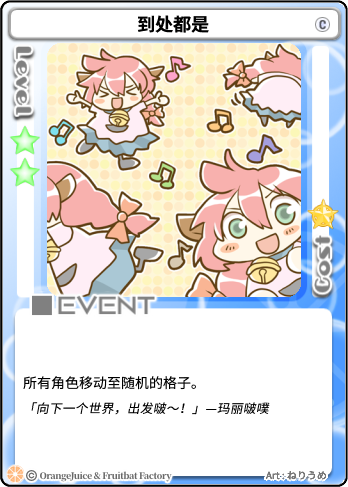 到处都是
C
Level
Cost
EVENT
所有角色移动至随机的格子。
「向下一个世界，出发啵～！」—玛丽啵噗
© OrangeJuice & Fruitbat Factory
Art.: ねりうめ